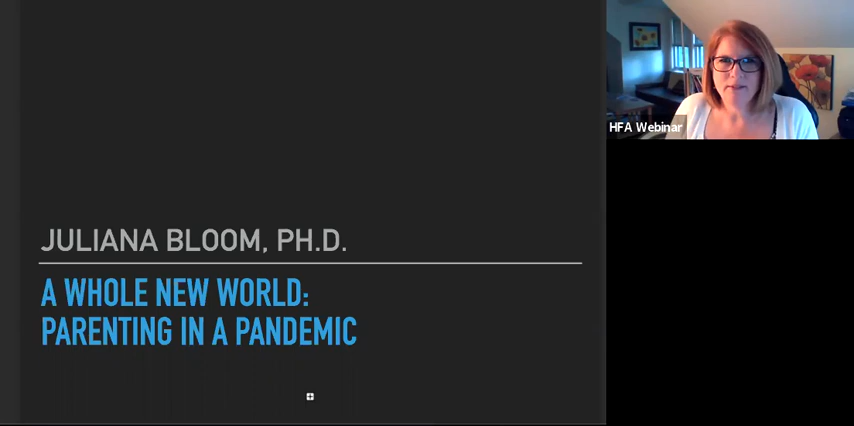 JULIANA BLOOM, PH.D.
A WHOLE NEW WORLD:
PARENTING IN A PANDEMIC
HFA Webinar